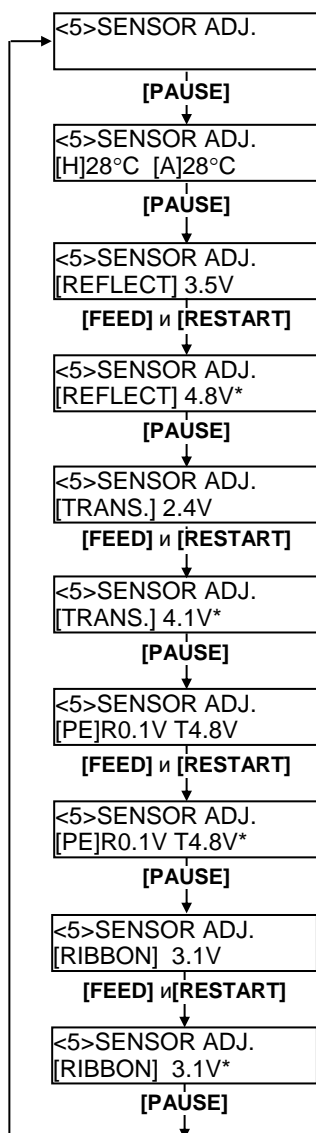 <5>SENSOR ADJ.
[PAUSE]
<5>SENSOR ADJ.
[H]28°C [A]28°C
[PAUSE]
<5>SENSOR ADJ.
[REFLECT] 3.5V
[FEED] и [RESTART]
<5>SENSOR ADJ.
[REFLECT] 4.8V*
[PAUSE]
<5>SENSOR ADJ.
[TRANS.] 2.4V
[FEED] и [RESTART]
<5>SENSOR ADJ.
[TRANS.] 4.1V*
[PAUSE]
<5>SENSOR ADJ.
[PE]R0.1V T4.8V
[FEED] и [RESTART]
<5>SENSOR ADJ.
[PE]R0.1V T4.8V*
[PAUSE]
<5>SENSOR ADJ.
[RIBBON] 3.1V
[FEED] и[RESTART]
<5>SENSOR ADJ.
[RIBBON] 3.1V*
[PAUSE]